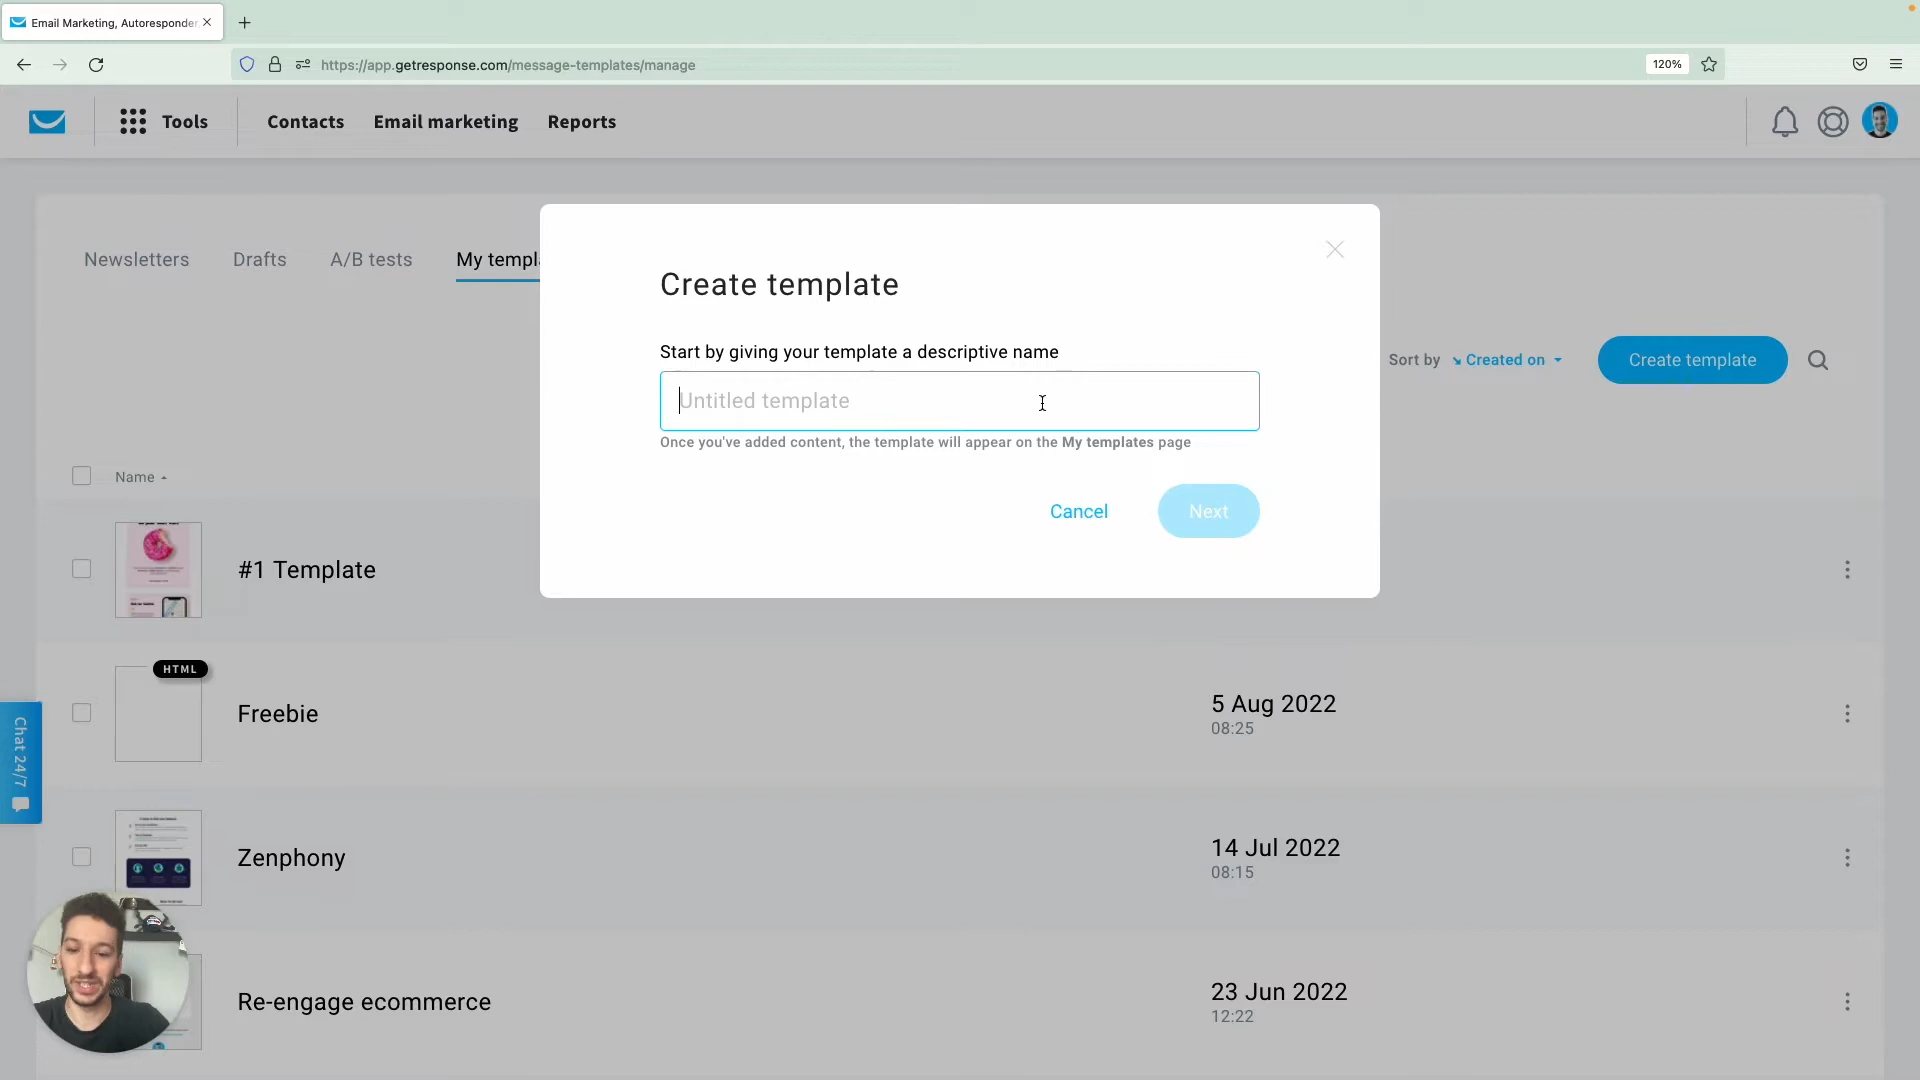 Email Marketing, Autoresponder
https://app.getresponse.com/message-templates/manage
120%
Tools
Contacts
Email marketing
Reports
Newsletters
Drafts
A/B tests
My templ
Create template
Start by giving your template a descriptive name
Untitled template
Once you've added content, the template will appear on the My templates page
Cancel
Next
Sort by
Created on
Create template
Name
#1 Template
HTML
Freebie
5 Aug 2022
08:25
Chat 24/7
Zenphony
14 Jul 2022
08:15
Re-engage ecommerce
23 Jun 2022
12:22